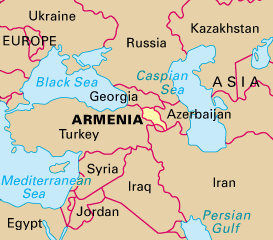 Ukraine
Kazakhstan
EUROPE
Russia
Caspian
Sea
ASIA
Black Sea
Georgia
ARMENIA
Azerbaijan
Turkey
Syria
Mediterranean
Sea
Iraq
Iran
Jordan
Egypt
Persian
Gulf